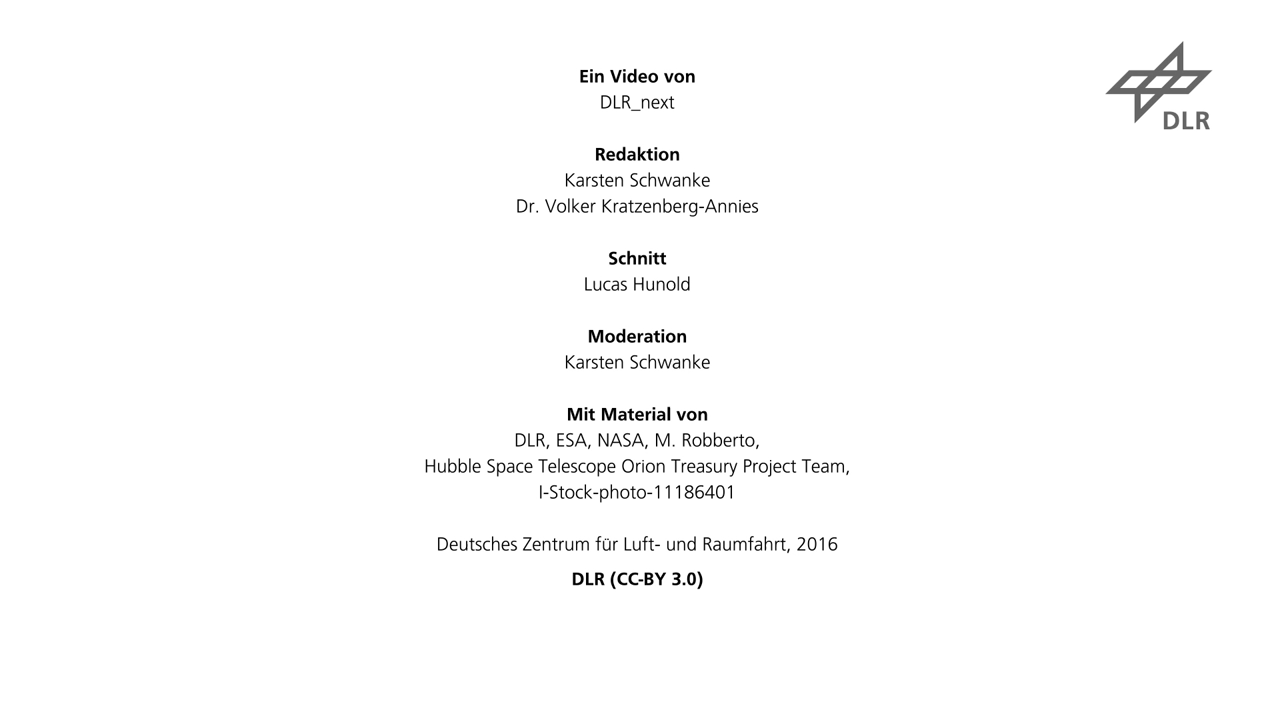 Ein Video von
DLR_next
Redaktion
Karsten Schwanke
Dr. Volker Kratzenberg-Annies
Schnitt
Lucas Hunold
Moderation
Karsten Schwanke
Mit Material von
DLR, ESA, NASA, M. Robberto,
Hubble Space Telescope Orion Treasury Project Team,
I-Stock-photo-11186401
Deutsches Zentrum für Luft- und Raumfahrt, 2016
DLR (CC-BY 3.0)
DLR